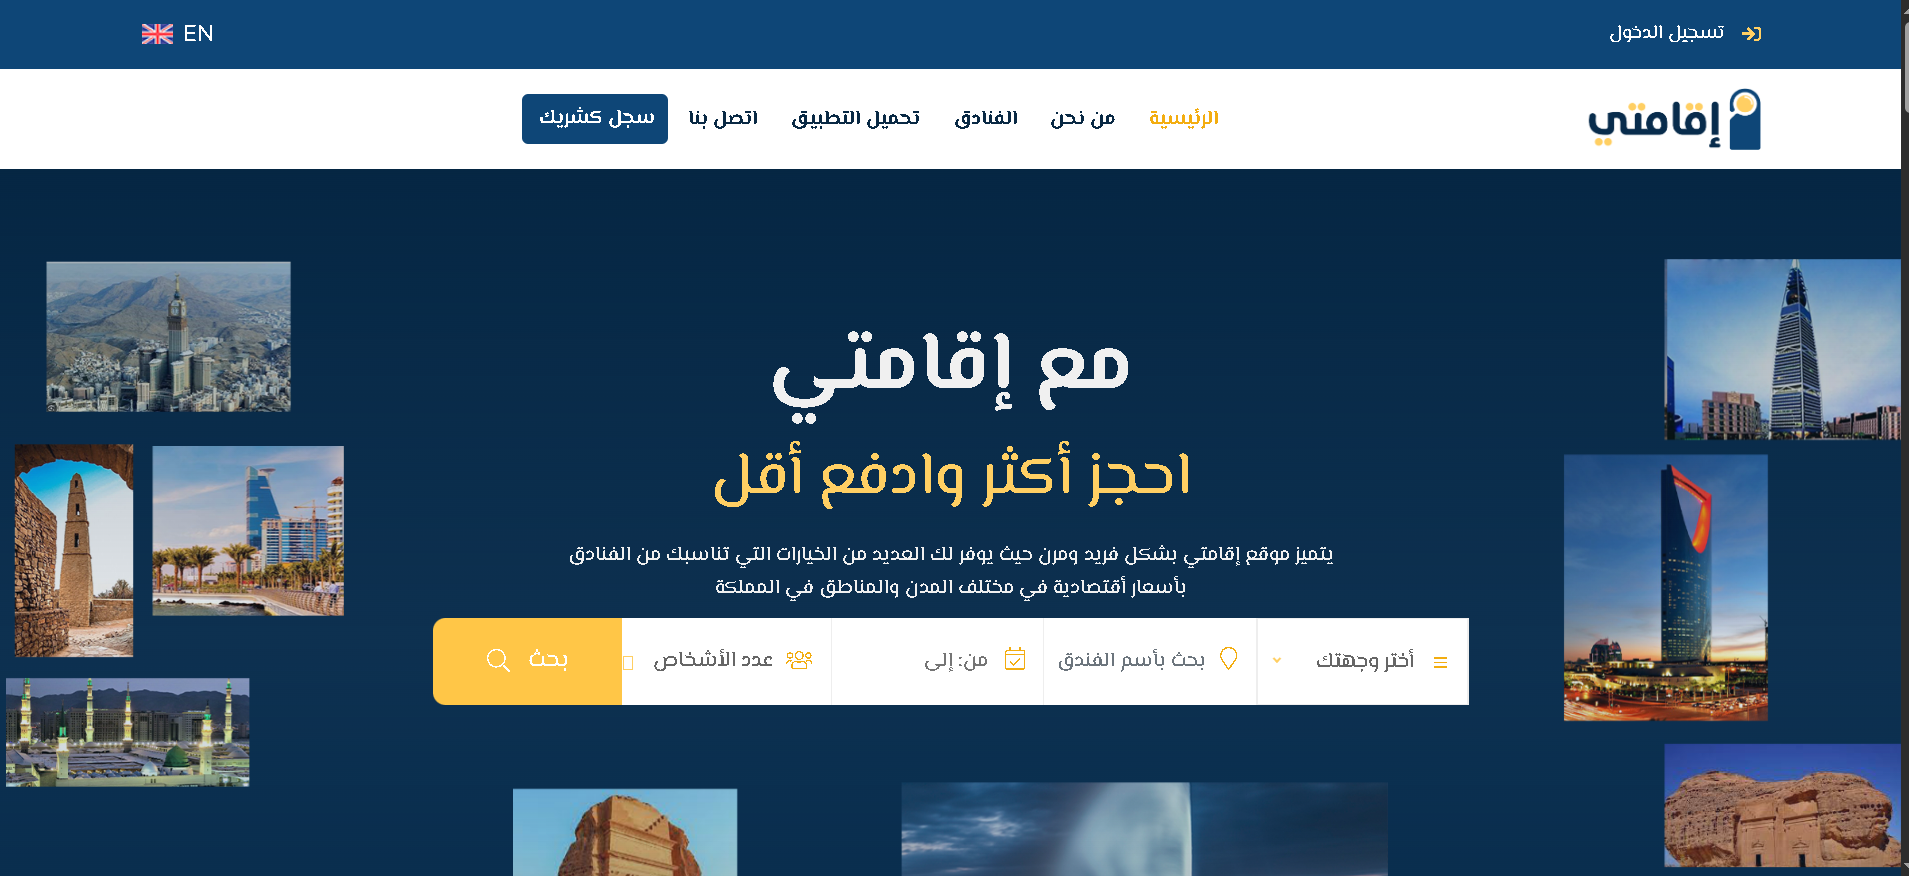 تسجيل الدخول
EN
إقامتي
الرئيسية
من نحن
الفنادق
تحميل التطبيق
اتصل بنا
سجل كشريك
مع إقامتي
احجز أكثر وادفع أقل
يتميز موقع إقامتي بشكل فريد ومرن حيث يوفر لك العديد من الخيارات التي تناسبك من الفنادق
بأسعار أقتصادية في مختلف المدن والمناطق في المملكة
أختر وجهتك
بحث بأسم الفندق
من: إلى
عدد الأشخاص
بحث